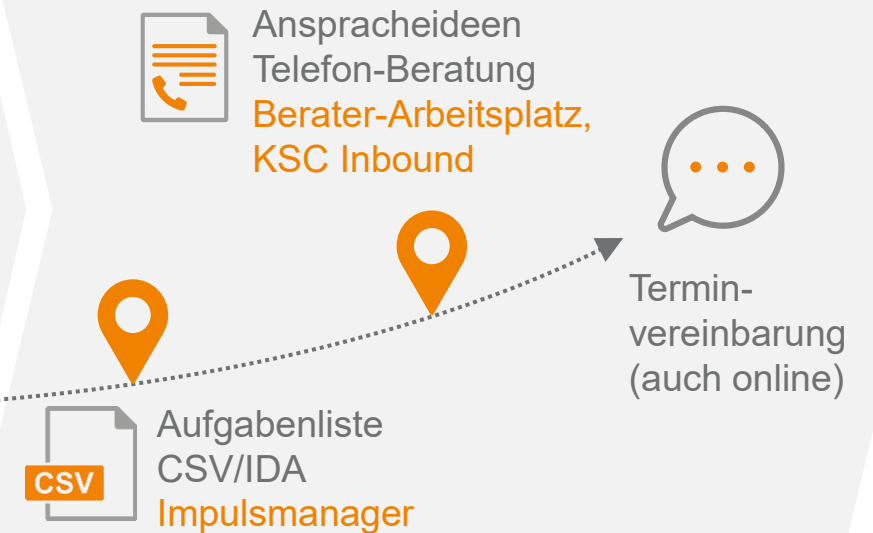 Anspracheideen
Telefon-Beratung
Berater-Arbeitsplatz,
KSC Inbound
Termin-
vereinbarung
(auch online)
Aufgabenliste
CSV/IDA
Impulsmanager
CSV